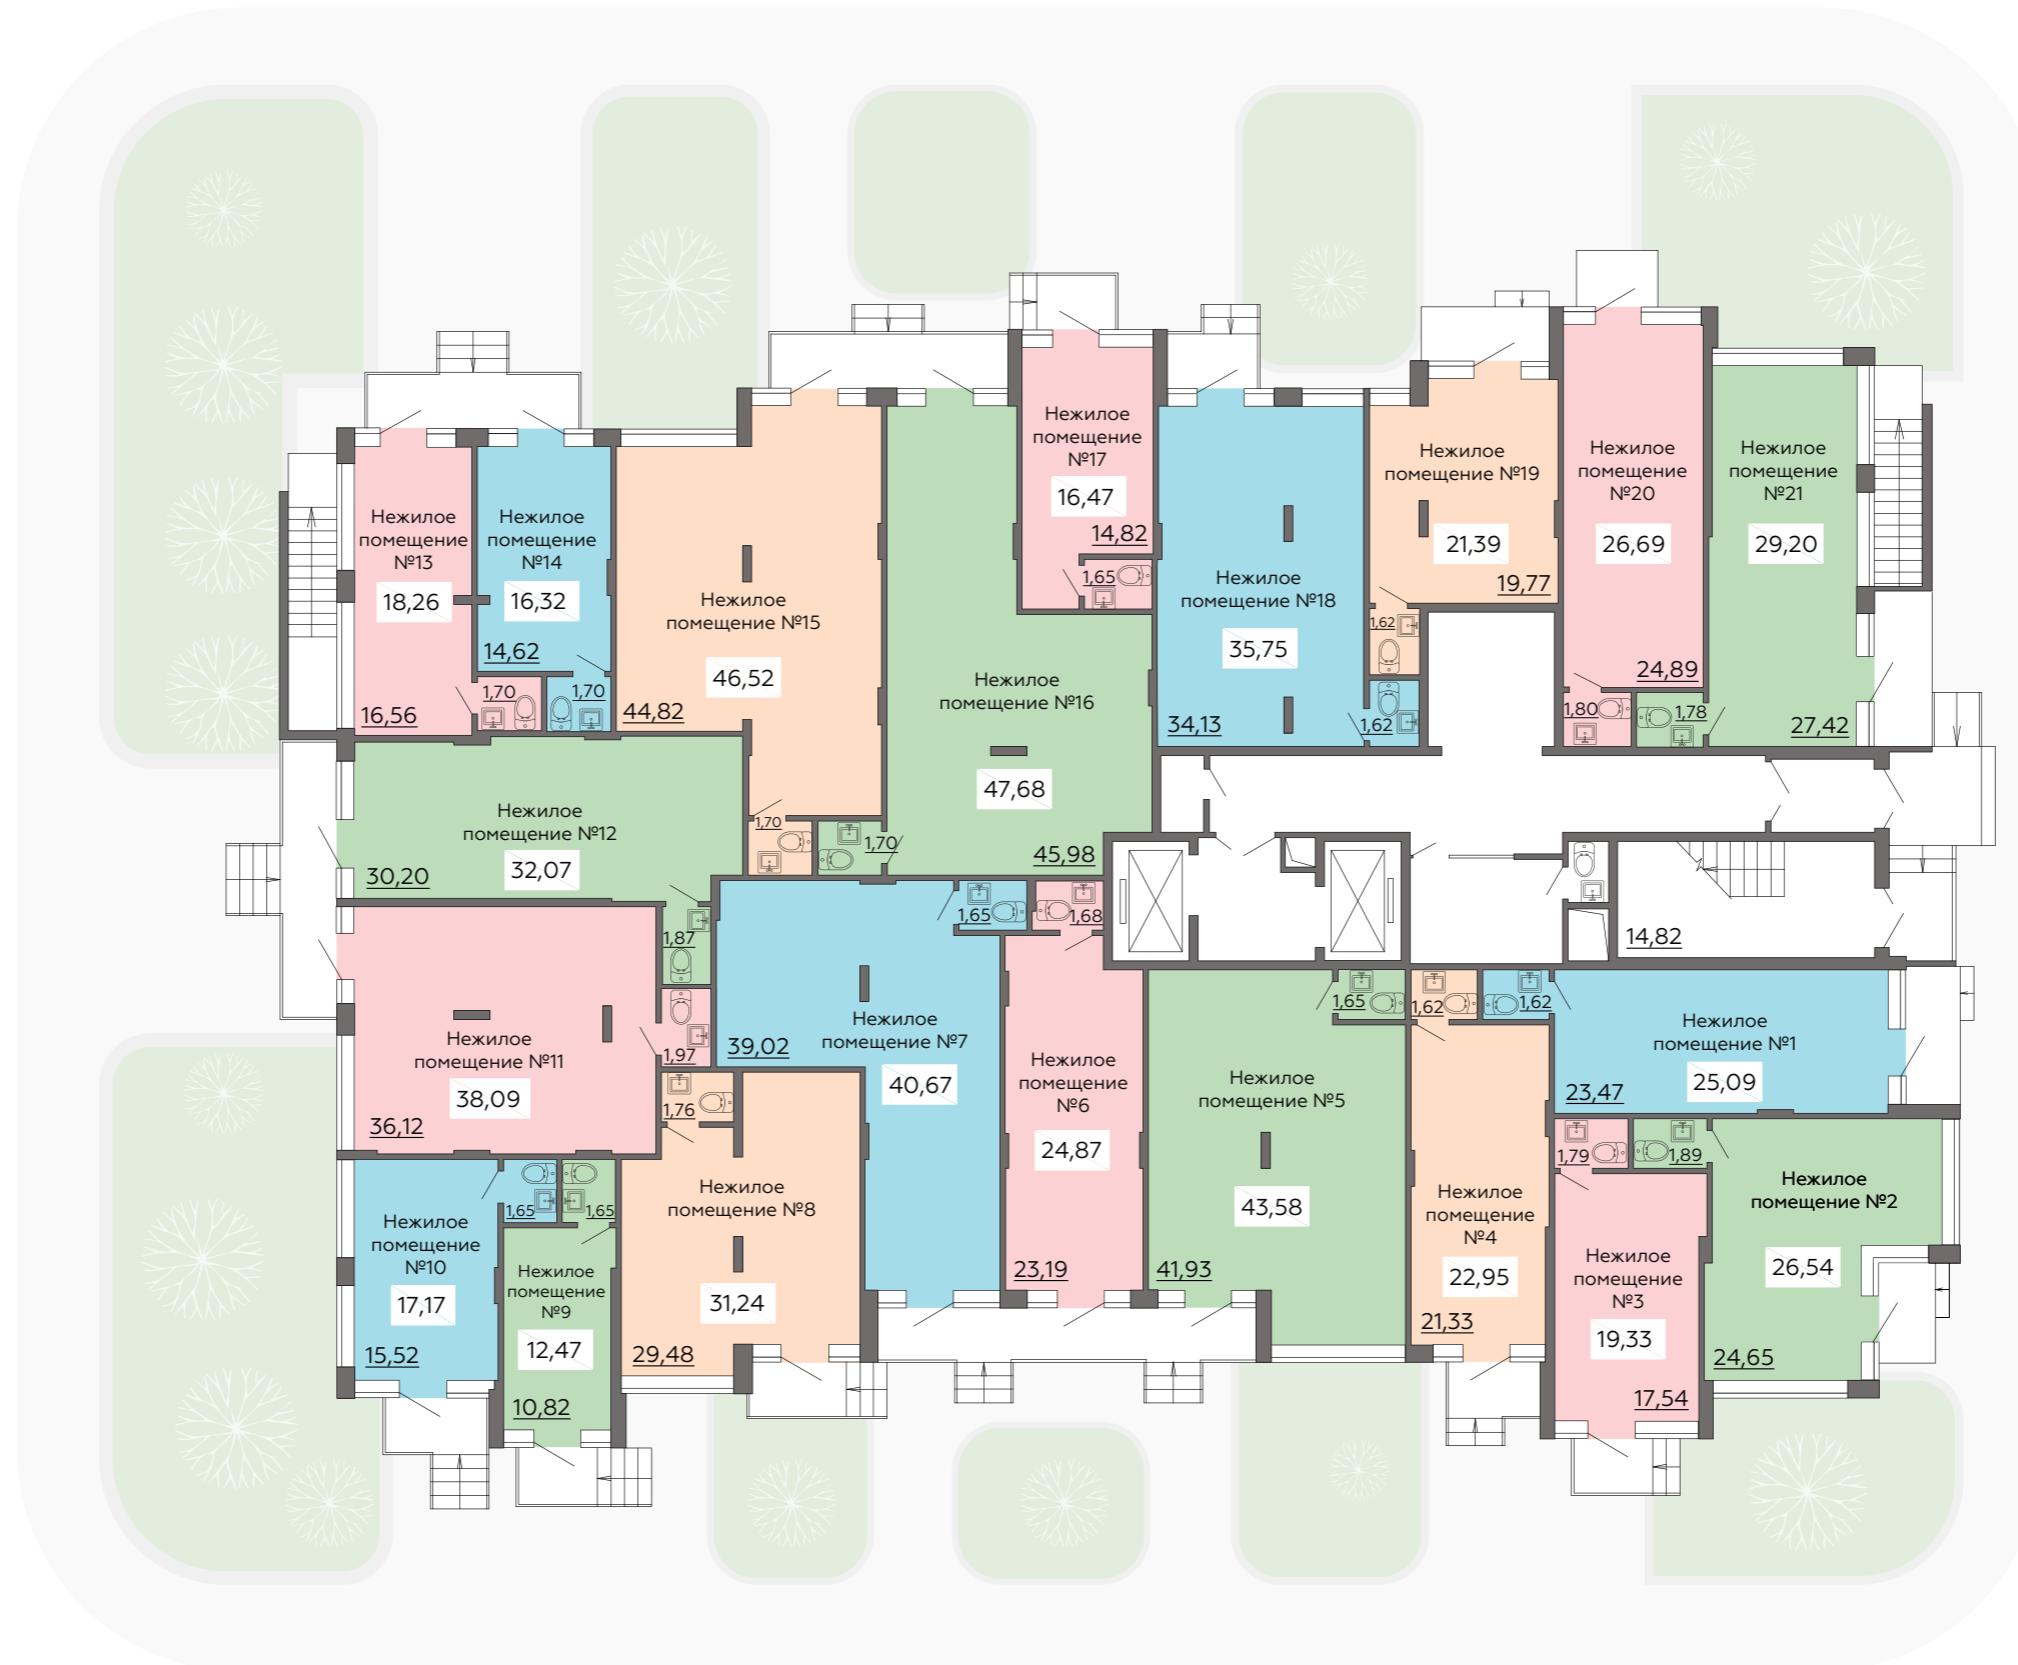 Нежилое
помещение
№13
18,26
16,56
1,70
Нежилое
помещение
№14
16,32
14,62
1,70
Нежилое
помещение №15
46,52
44,82
1,70
Нежилое
помещение №16
47,68
45,98
1,70
Нежилое
помещение
№17
16,47
14,82
1,65
Нежилое
помещение №18
35,75
34,13
1,62
Нежилое
помещение №19
21,39
19,77
1,62
Нежилое
помещение
№20
26,69
24,89
1,80
Нежилое
помещение
№21
29,20
27,42
1,78
Нежилое
помещение №12
32,07
30,20
1,87
14,82
Нежилое
помещение №11
38,09
36,12
1,97
Нежилое
помещение №7
40,67
39,02
1,65
Нежилое
помещение
№6
24,87
23,19
1,68
Нежилое
помещение №5
43,58
41,93
1,65
Нежилое
помещение
№4
22,95
21,33
1,62
Нежилое
помещение №1
25,09
23,47
1,62
Нежилое
помещение №2
26,54
24,65
1,89
Нежилое
помещение
№3
19,33
17,54
1,79
Нежилое
помещение №8
31,24
29,48
1,76
Нежилое
помещение
№9
12,47
10,82
1,65
Нежилое
помещение
№10
17,17
15,52
1,65